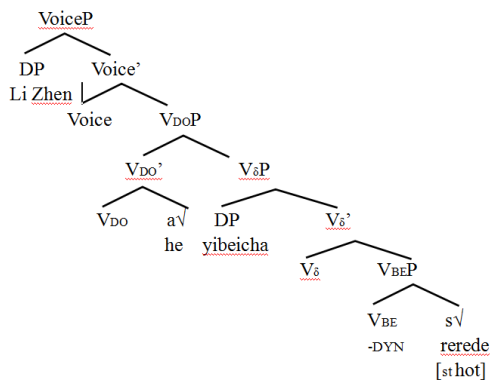 VoiceP
DP Voice’
Li Zhen
Voice VDOP
VDO’ VδP
VDO a√ DP Vδ’
he yibeicha
Vδ VBEP
VBE s√
-DYN rerede
[st hot]